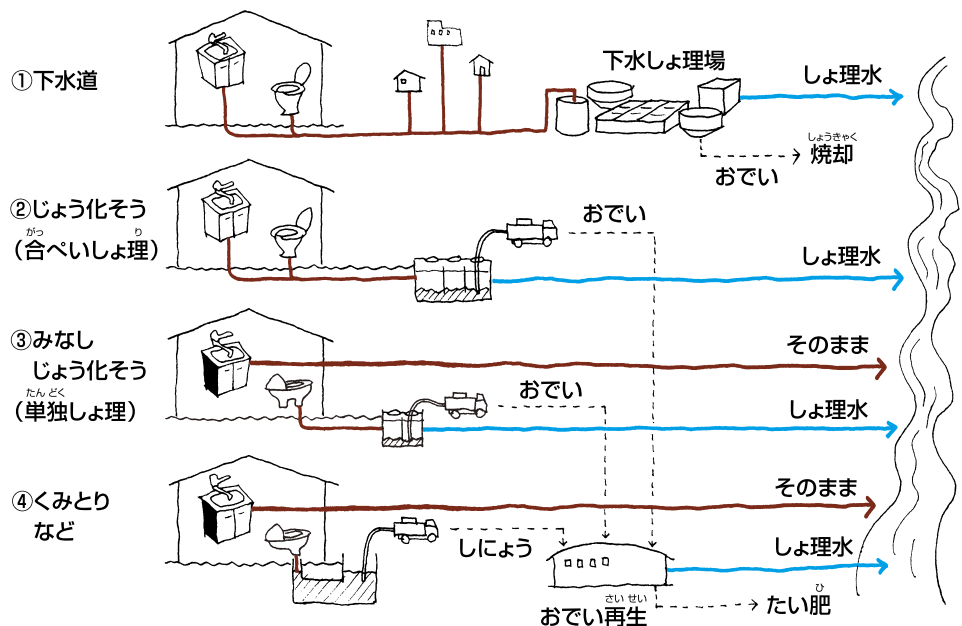 ①下水道
下水しょ理場
しょ理水
しょうきゃく
焼却
おでい
②じょう化そう
がっ り
(合ぺいしょ理)
おでい
しょ理水
③みなし
じょう化そう
たん どく
(単独しょ理)
そのまま
おでい
しょ理水
④くみとり
など
そのまま
しにょう
しょ理水
さい せい
おでい再生
ひ
たい肥